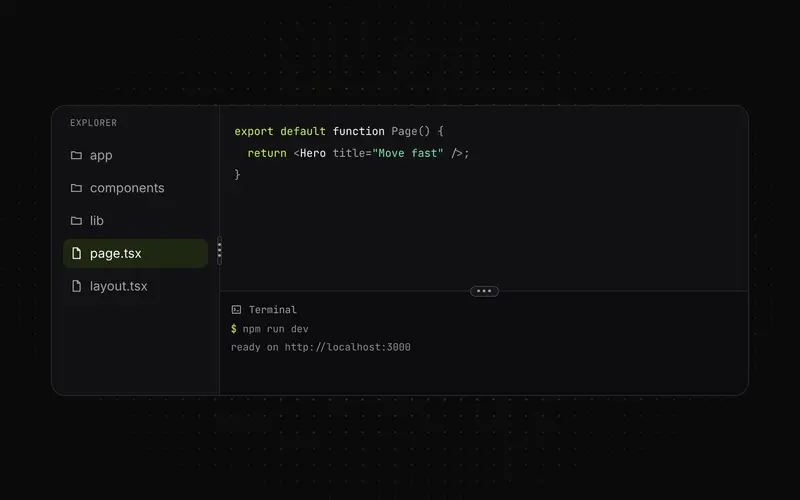 EXPLORER
app
components
lib
page.tsx
layout.tsx
export default function Page() {
  return <Hero title="Move fast" />;
}
Terminal
$ npm run dev
ready on http://localhost:3000